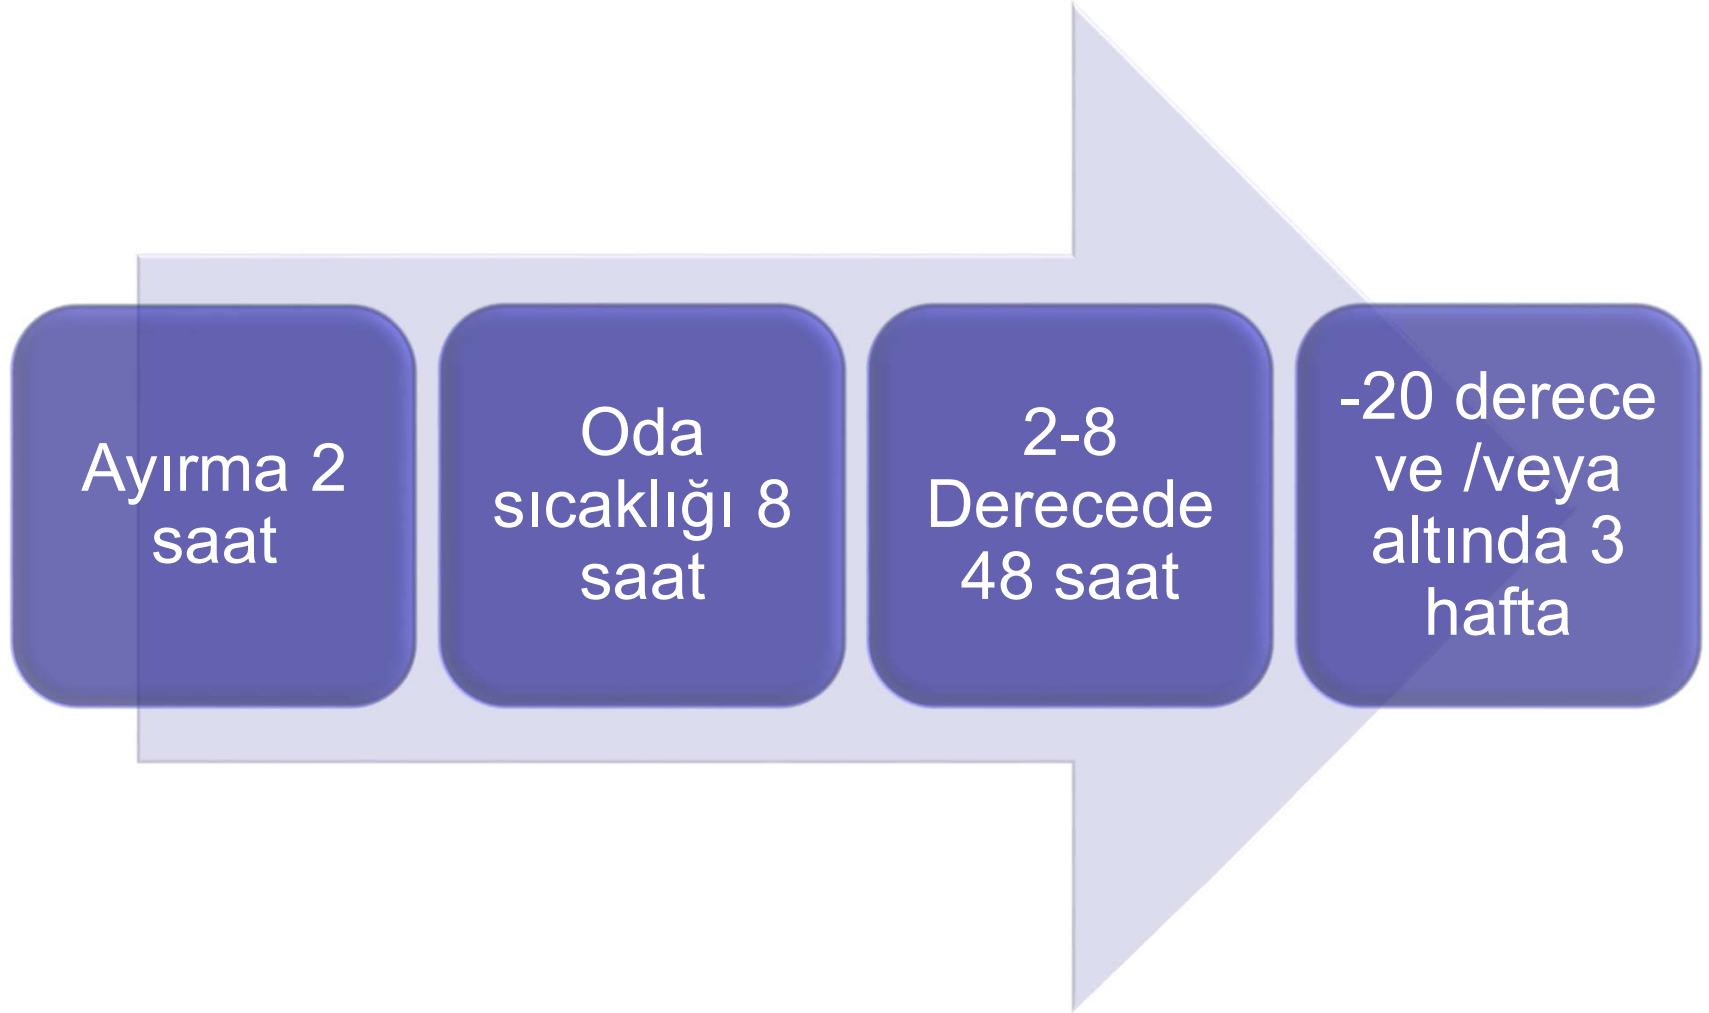 Ayırma 2
saat
Oda
sıcaklığı 8
saat
2-8
Derecede
48 saat
-20 derece
ve /veya
altında 3
hafta